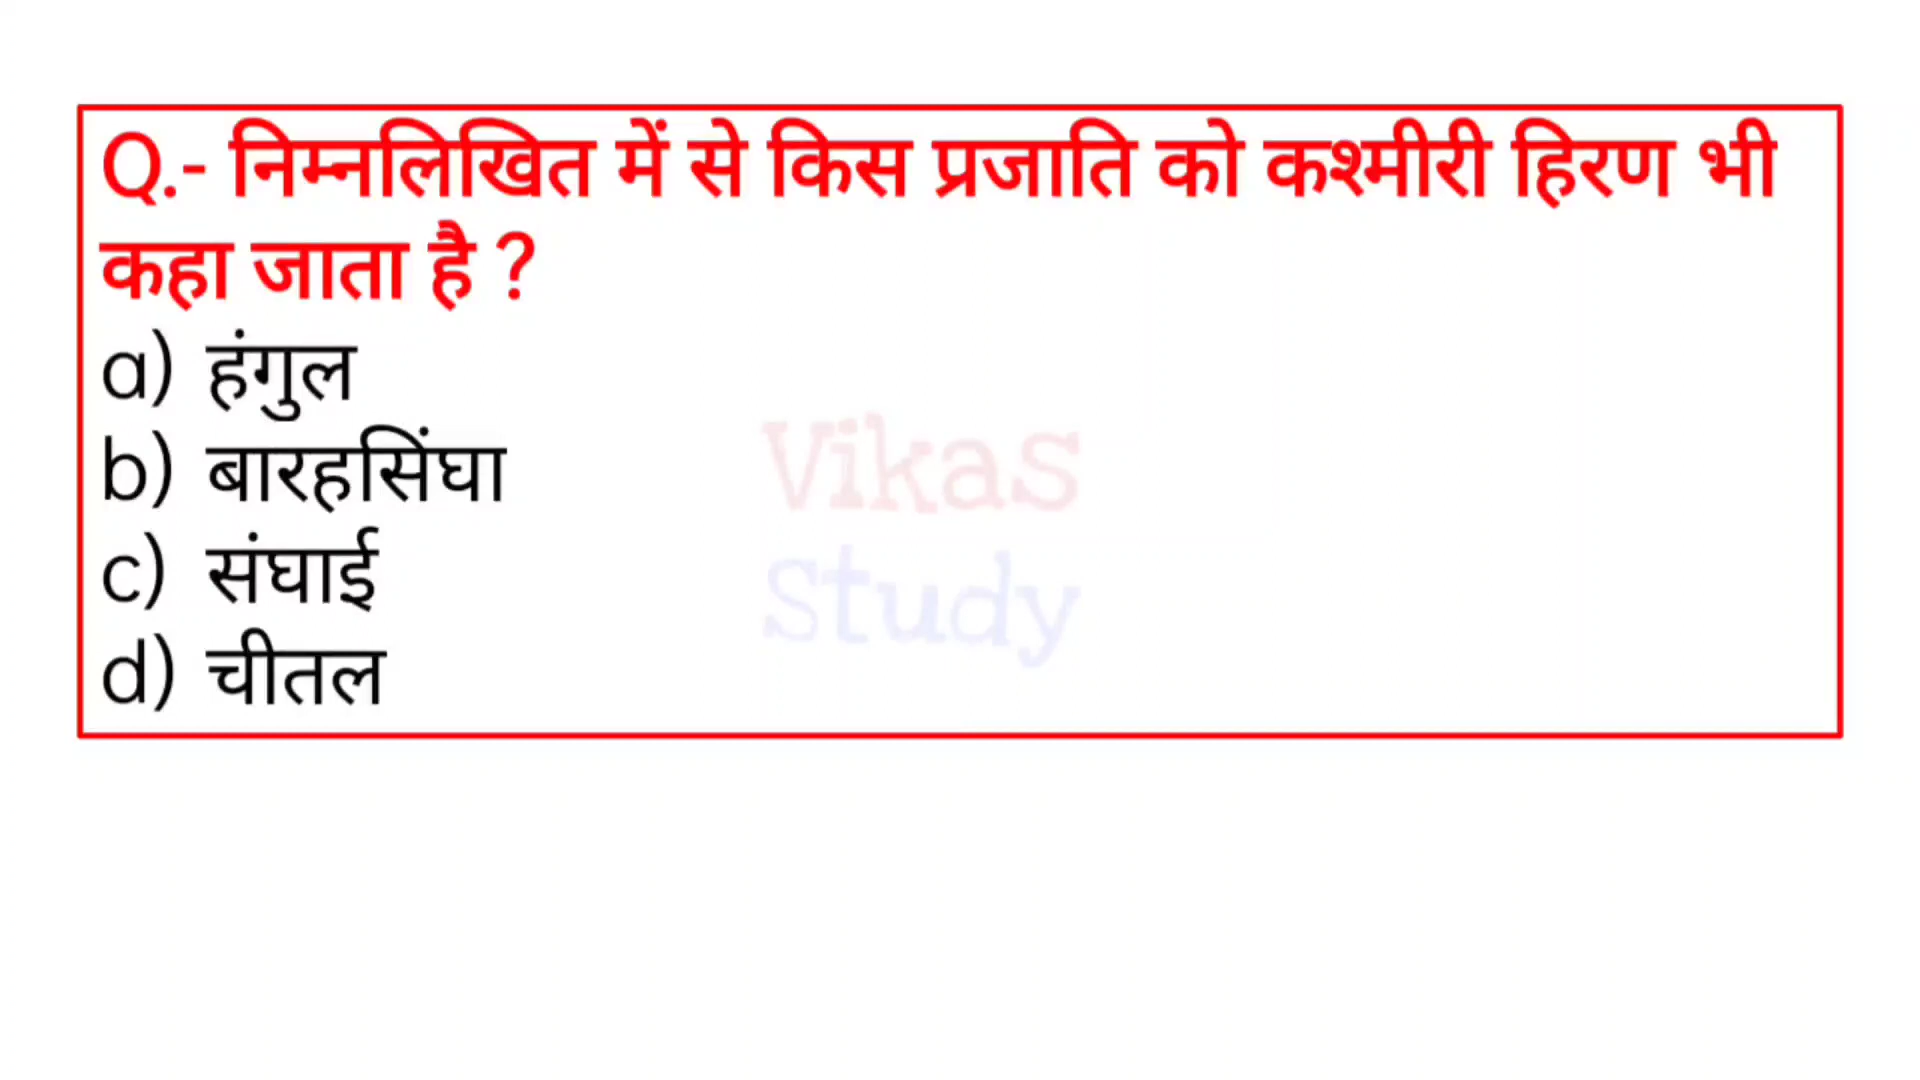 Q.- निम्नलिखित में से किस प्रजाति को कश्मीरी हिरण भी
कहा जाता है ?
a) हंगुल
b) बारहसिंघा
c) संघाई
d) चीतल
Vikas
Study